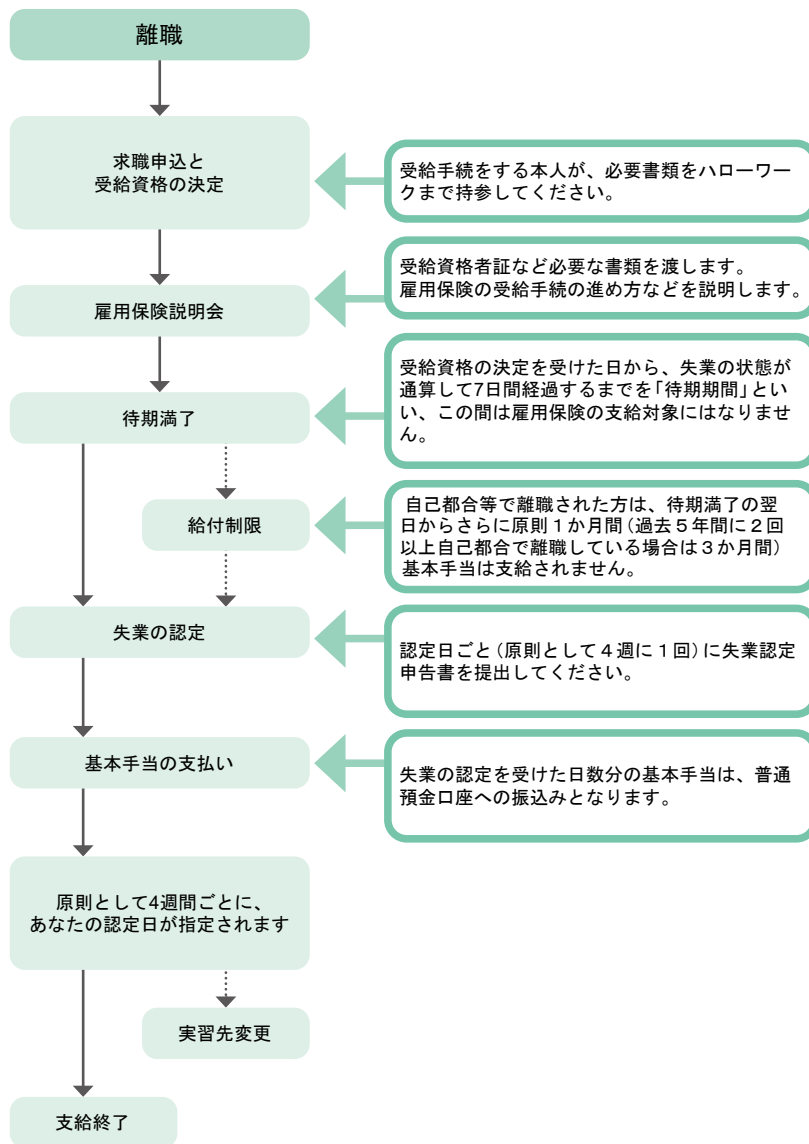 離職
求職申込と
受給資格の決定
受給手続をする本人が、必要書類をハローワー
クまで持参してください。
雇用保険説明会
受給資格者証など必要な書類を渡します。
雇用保険の受給手続の進め方などを説明します。
待期満了
受給資格の決定を受けた日から、失業の状態が
通算して7日間経過するまでを「待期期間」とい
い、この間は雇用保険の支給対象にはなりませ
ん。
給付制限
自己都合等で離職された方は、待期満了の翌
日からさらに原則1か月間(過去5年間に2回
以上自己都合で離職している場合は3か月間)
基本手当は支給されません。
失業の認定
認定日ごと(原則として4週に1回)に失業認定
申告書を提出してください。
基本手当の支払い
失業の認定を受けた日数分の基本手当は、普通
預金口座への振込みとなります。
原則として4週間ごとに、
あなたの認定日が指定されます
実習先変更
支給終了